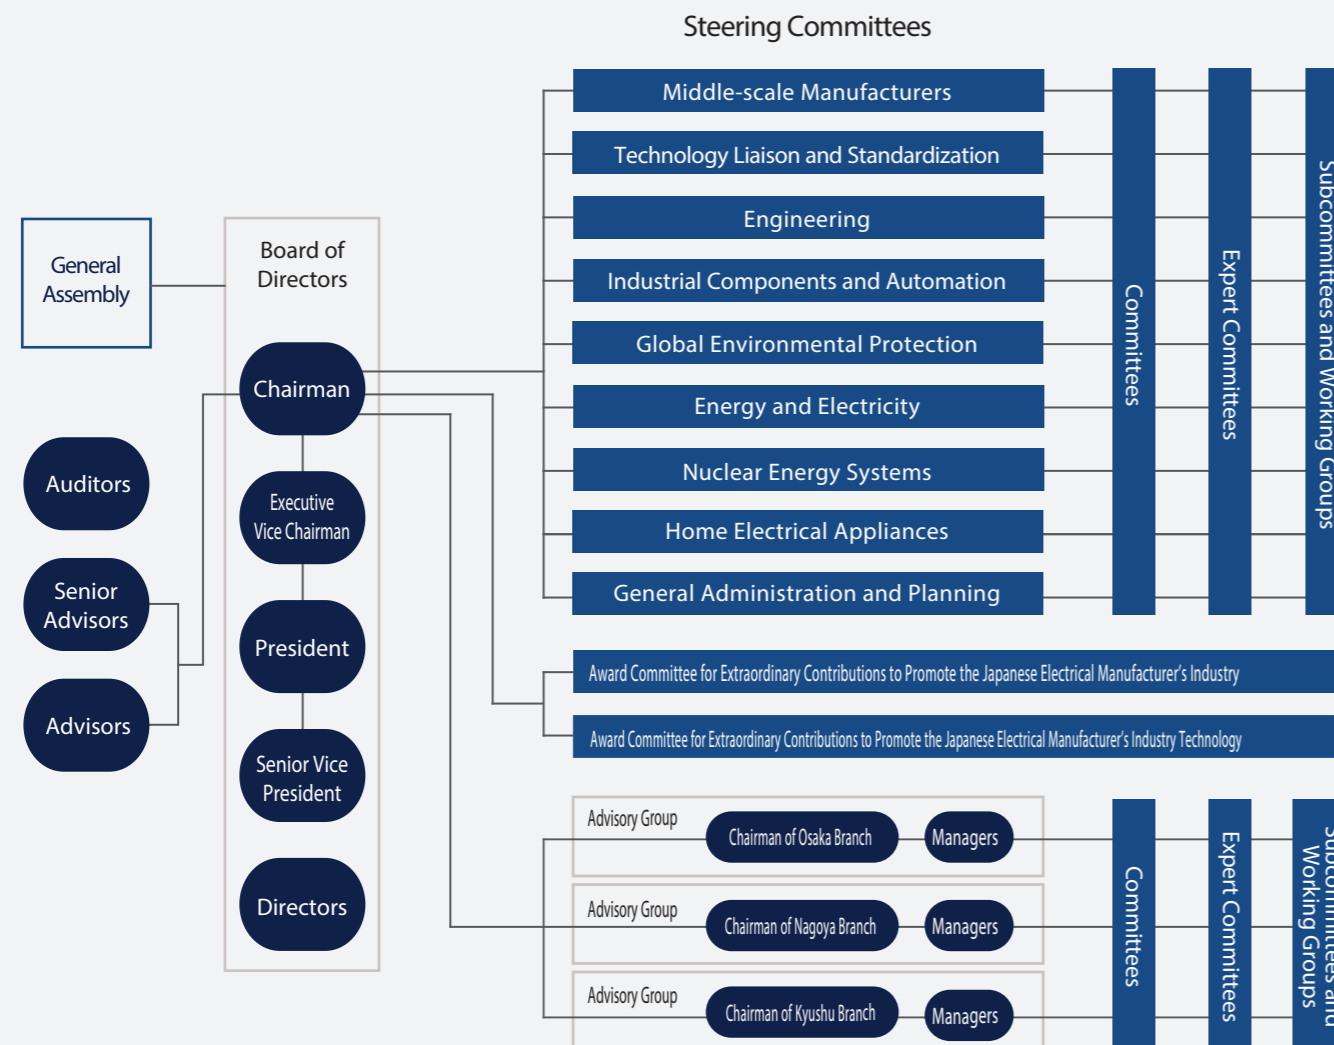 Steering Committees
General
Assembly
Board of
Directors
Chairman
Executive
Vice Chairman
President
Senior Vice
President
Directors
Auditors
Senior
Advisors
Advisors
Middle-scale Manufacturers
Technology Liaison and Standardization
Engineering
Industrial Components and Automation
Global Environmental Protection
Energy and Electricity
Nuclear Energy Systems
Home Electrical Appliances
General Administration and Planning
Committees
Expert Committees
Subcommittees and Working Groups
Award Committee for Extraordinary Contributions to Promote the Japanese Electrical Manufacturer's Industry
Award Committee for Extraordinary Contributions to Promote the Japanese Electrical Manufacturer's Industry Technology
Advisory Group
Chairman of Osaka Branch
Managers
Advisory Group
Chairman of Nagoya Branch
Managers
Advisory Group
Chairman of Kyushu Branch
Managers
Committees
Expert Committees
Subcommittees and
Working Groups